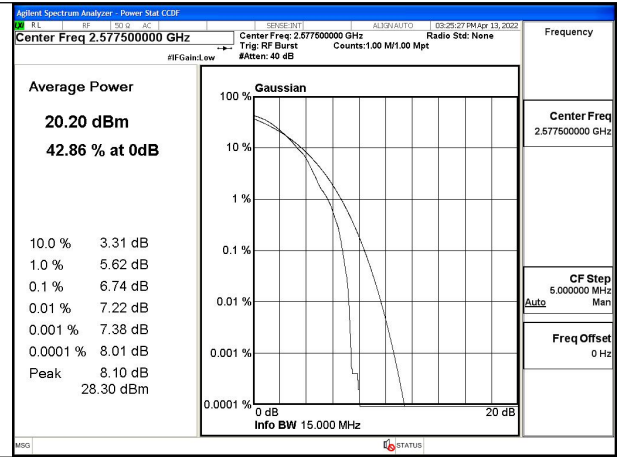 Agilent Spectrum Analyzer - Power Stat CCDF
RL RF 50 Ω AC SENSE:INT ALIGN AUTO 03:25:27 PM Apr 13, 2022
Center Freq 2.577500000 GHz
Center Freq: 2.577500000 GHz Radio Std: None
Trig: RF Burst Counts:1.00 M/1.00 Mpt
#IFGain:Low #Atten: 40 dB
Frequency
Average Power
20.20 dBm
42.86 % at 0dB
10.0 % 3.31 dB
1.0 % 5.62 dB
0.1 % 6.74 dB
0.01 % 7.22 dB
0.001 % 7.38 dB
0.0001 % 8.01 dB
Peak 8.10 dB
28.30 dBm
Gaussian
100 %
10 %
1 %
0.1 %
0.01 %
0.001 %
0.0001 %
0 dB 20 dB
Info BW 15.000 MHz
Center Freq
2.577500000 GHz
CF Step
5.000000 MHz
Auto Man
Freq Offset
0 Hz
MSG STATUS